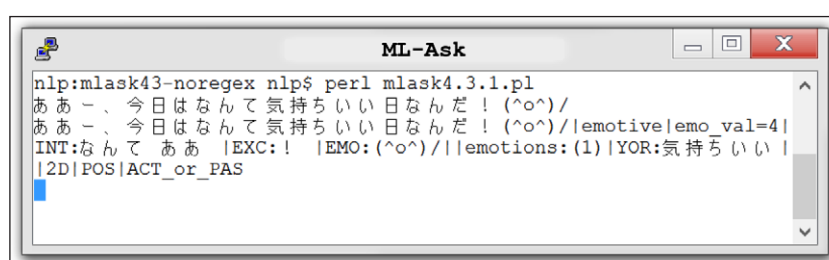 ML-Ask
nlp:mlask43-noregex nlp$ perl mlask4.3.1.pl
ああー、今日はなんて気持ちいい日なんだ！(^o^)/
ああー、今日はなんて気持ちいい日なんだ！(^o^)/|emotive|emo_val=4|
INT:なんて ああ |EXC:！ |EMO:(^o^)/||emotions:(1)|YOR:気持ちいい|
|2D|POS|ACT_or_PAS